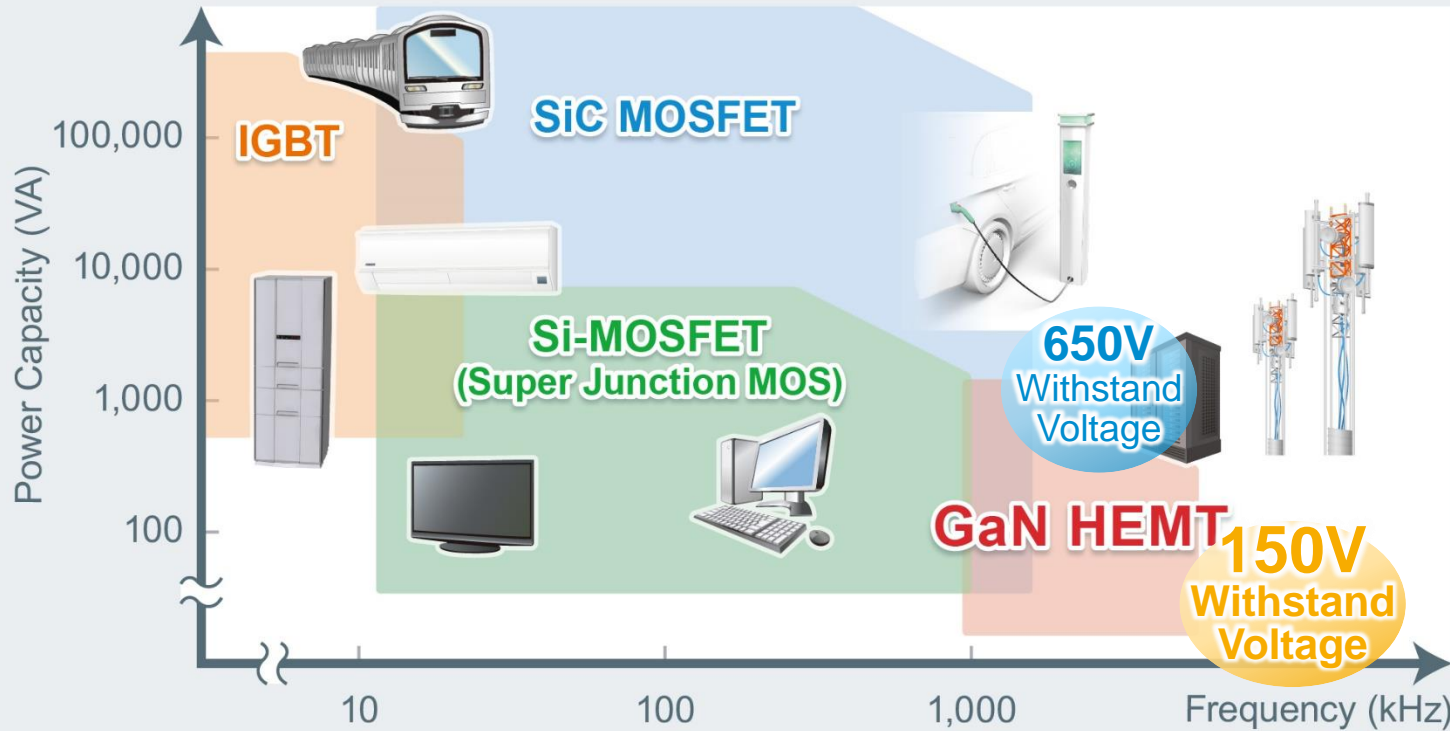 Power Capacity (VA)
100,000
10,000
1,000
100
IGBT
SiC MOSFET
Si-MOSFET
(Super Junction MOS)
650V
Withstand
Voltage
GaN HEMT
150V
Withstand
Voltage
10
100
1,000
Frequency (kHz)